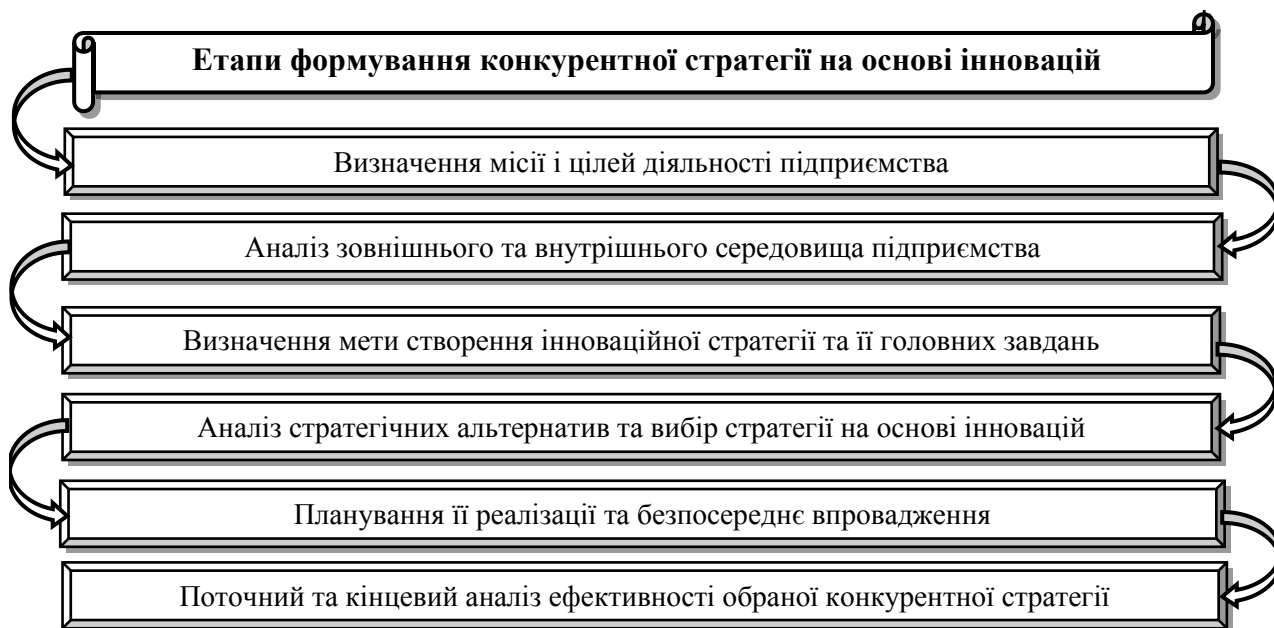 Етапи формування конкурентної стратегії на основі інновацій
Визначення місії і цілей діяльності підприємства
Аналіз зовнішнього та внутрішнього середовища підприємства
Визначення мети створення інноваційної стратегії та її головних завдань
Аналіз стратегічних альтернатив та вибір стратегії на основі інновацій
Планування її реалізації та безпосереднє впровадження
Поточний та кінцевий аналіз ефективності обраної конкурентної стратегії